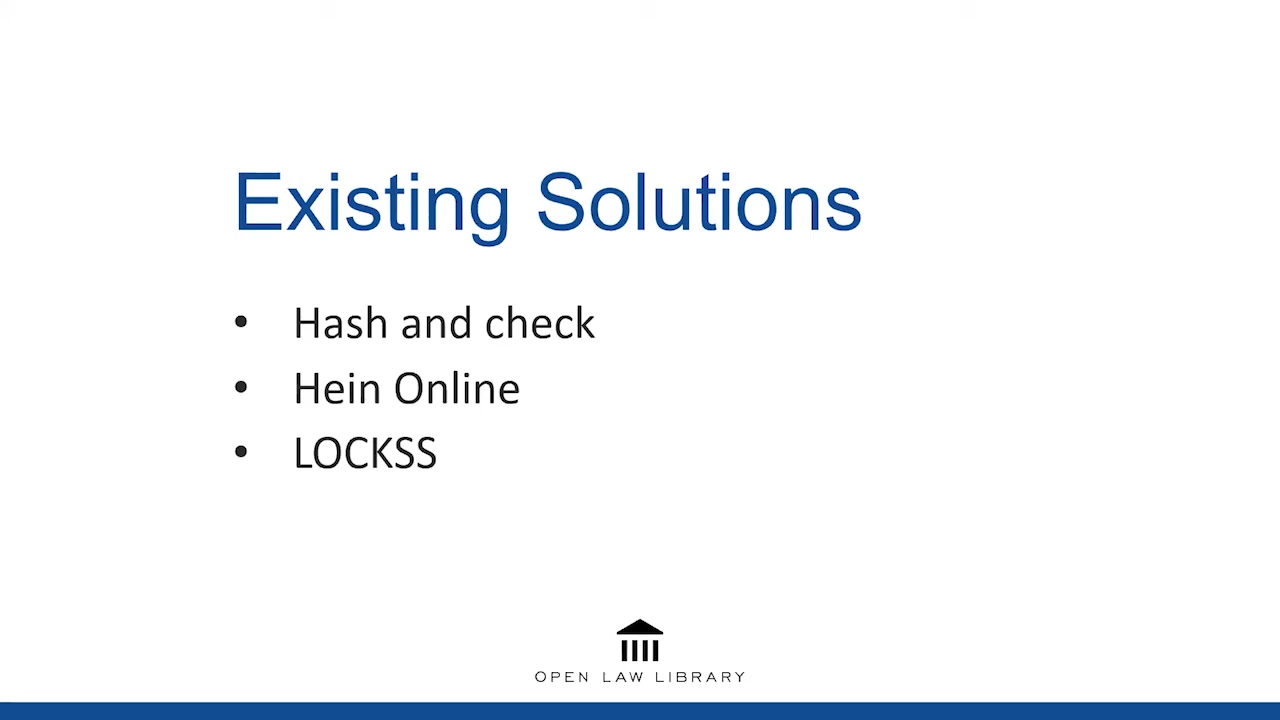 Existing Solutions
• Hash and check
• Hein Online
• LOCKSS
OPEN LAW LIBRARY